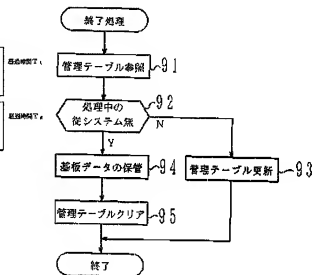 終了処理
管理テーブル参照
91
処理中の
従システム無
92
N
Y
基板データの保管
94
管理テーブル更新
93
管理テーブルクリア
95
終了